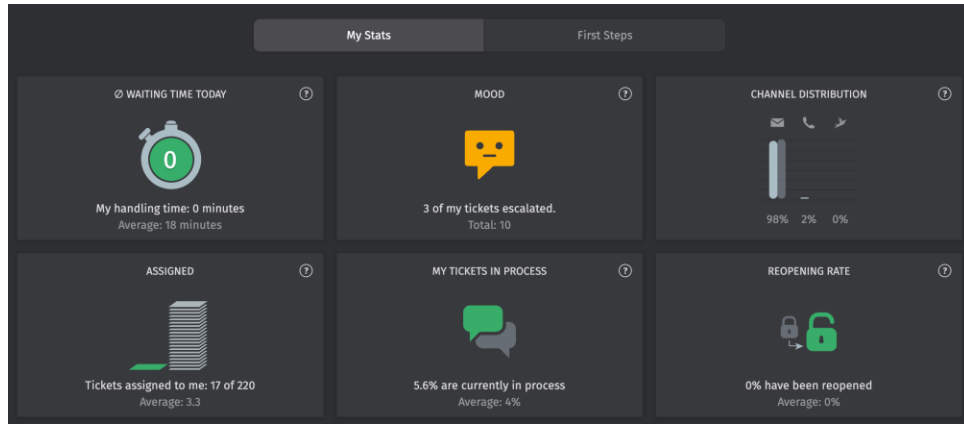 My Stats
First Steps
Ø WAITING TIME TODAY
?
0
My handling time: 0 minutes
Average: 18 minutes
MOOD
?
3 of my tickets escalated.
Total: 10
CHANNEL DISTRIBUTION
?
98% 2% 0%
ASSIGNED
?
Tickets assigned to me: 17 of 220
Average: 3.3
MY TICKETS IN PROCESS
?
5.6% are currently in process
Average: 4%
REOPENING RATE
?
0% have been reopened
Average: 0%